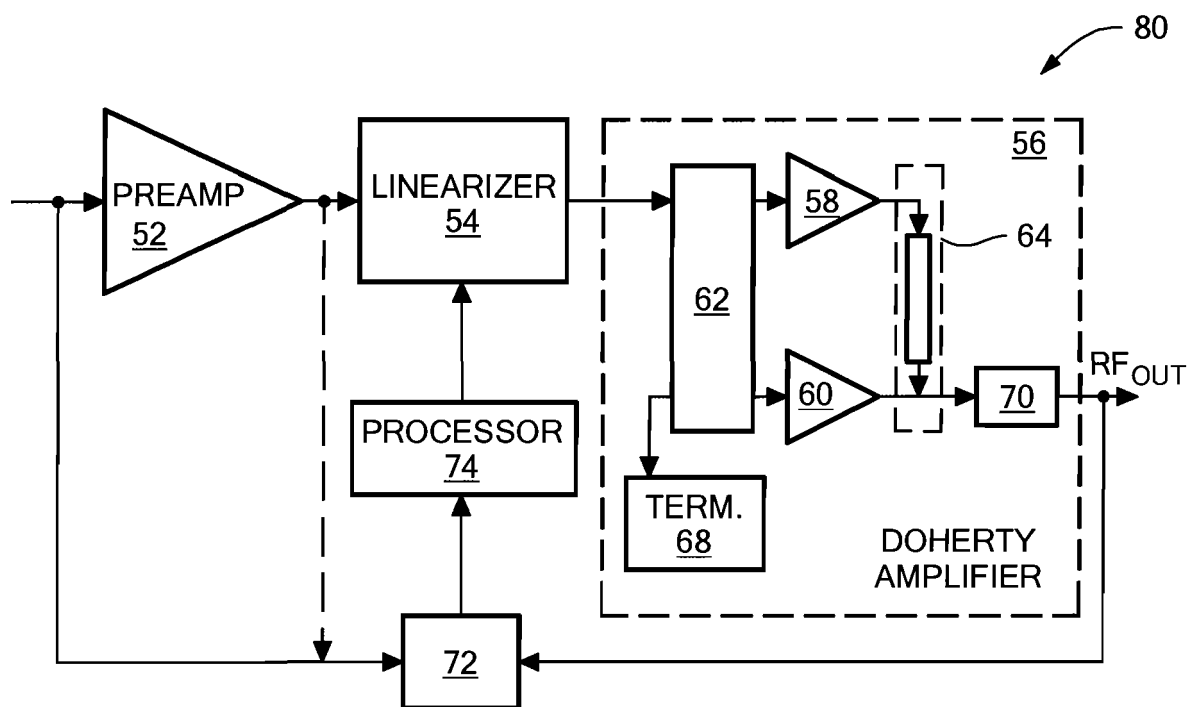 80
PREAMP
52
LINEARIZER
54
56
58
64
62
60
70
RF OUT
PROCESSOR
74
TERM.
68
DOHERTY
AMPLIFIER
72